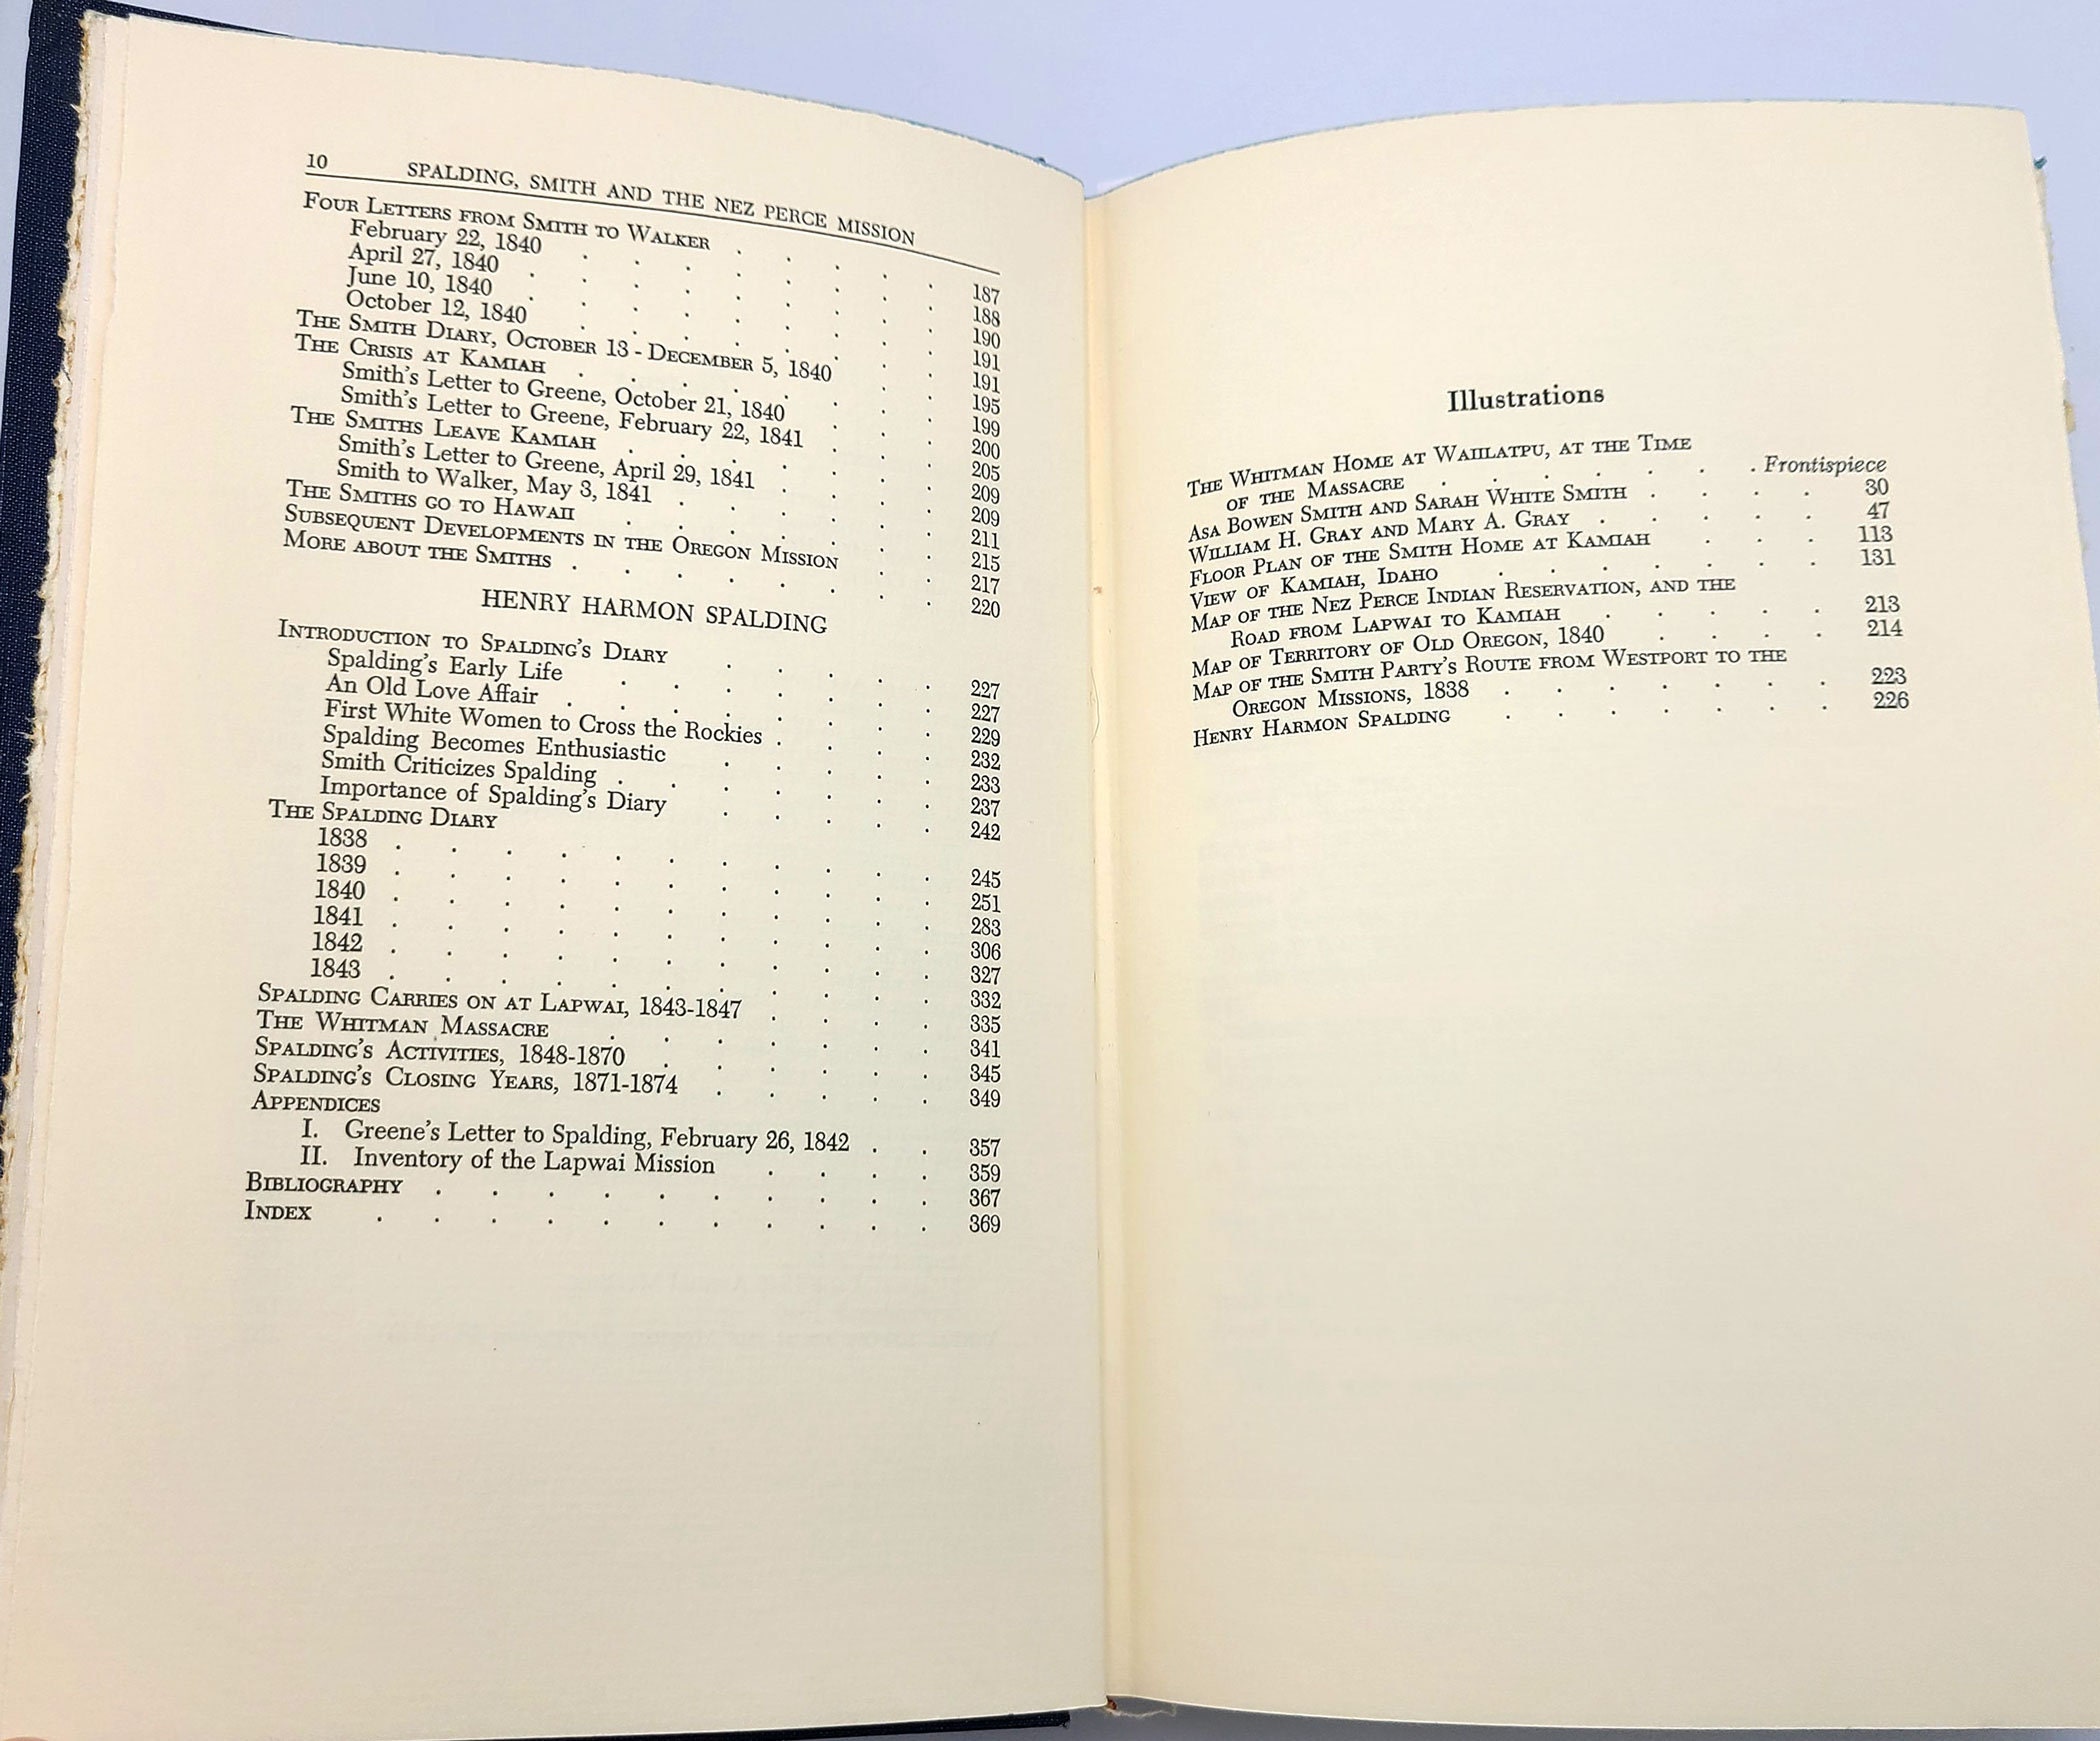 10 SPALDING, SMITH AND THE NEZ PERCE MISSION
FOUR LETTERS FROM SMITH TO WALKER . . . . . 187
February 22, 1840 . . . . . . . 188
April 27, 1840 . . . . . . . . 190
June 10, 1840 . . . . . . . . 191
October 12, 1840 . . . . . . . 191
THE SMITH DIARY, OCTOBER 13 - DECEMBER 5, 1840 . . 195
THE CRISIS AT KAMIAH . . . . . . . 199
Smith's Letter to Greene, October 21, 1840 . . . 200
Smith's Letter to Greene, February 22, 1841 . . . 205
THE SMITHS LEAVE KAMIAH . . . . . . 209
Smith's Letter to Greene, April 29, 1841 . . . 209
Smith to Walker, May 3, 1841 . . . . . 211
THE SMITHS GO TO HAWAII . . . . . . 215
SUBSEQUENT DEVELOPMENTS IN THE OREGON MISSION . . 217
MORE ABOUT THE SMITHS . . . . . . . 220
HENRY HARMON SPALDING
INTRODUCTION TO SPALDING'S DIARY . . . . . 227
Spalding's Early Life . . . . . . 227
An Old Love Affair . . . . . . . 229
First White Women to Cross the Rockies . . . . 232
Spalding Becomes Enthusiastic . . . . . 233
Smith Criticizes Spalding . . . . . . 237
Importance of Spalding's Diary . . . . . 242
THE SPALDING DIARY
1838 . . . . . . . . . . 245
1839 . . . . . . . . . . 251
1840 . . . . . . . . . . 283
1841 . . . . . . . . . . 306
1842 . . . . . . . . . . 327
1843 . . . . . . . . . . 332
SPALDING CARRIES ON AT LAPWAI, 1843-1847 . . . . 335
THE WHITMAN MASSACRE . . . . . . 341
SPALDING'S ACTIVITIES, 1848-1870 . . . . . 345
SPALDING'S CLOSING YEARS, 1871-1874 . . . . . 349
APPENDICES
I. Greene's Letter to Spalding, February 26, 1842 . . 357
II. Inventory of the Lapwai Mission . . . . 359
BIBLIOGRAPHY . . . . . . . . . . 367
INDEX . . . . . . . . . . . 369
Illustrations
THE WHITMAN HOME AT WAIILATPU, AT THE TIME
OF THE MASSACRE . . . . . . . Frontispiece
ASA BOWEN SMITH AND SARAH WHITE SMITH . . . . 30
WILLIAM H. GRAY AND MARY A. GRAY . . . . . 47
FLOOR PLAN OF THE SMITH HOME AT KAMIAH . . . 113
VIEW OF KAMIAH, IDAHO . . . . . . . 131
MAP OF THE NEZ PERCE INDIAN RESERVATION, AND THE
ROAD FROM LAPWAI TO KAMIAH . . . . . 213
MAP OF TERRITORY OF OLD OREGON, 1840 . . . . 214
MAP OF THE SMITH PARTY'S ROUTE FROM WESTPORT TO THE
OREGON MISSIONS, 1838 . . . . . . . 223
HENRY HARMON SPALDING . . . . . . . 226